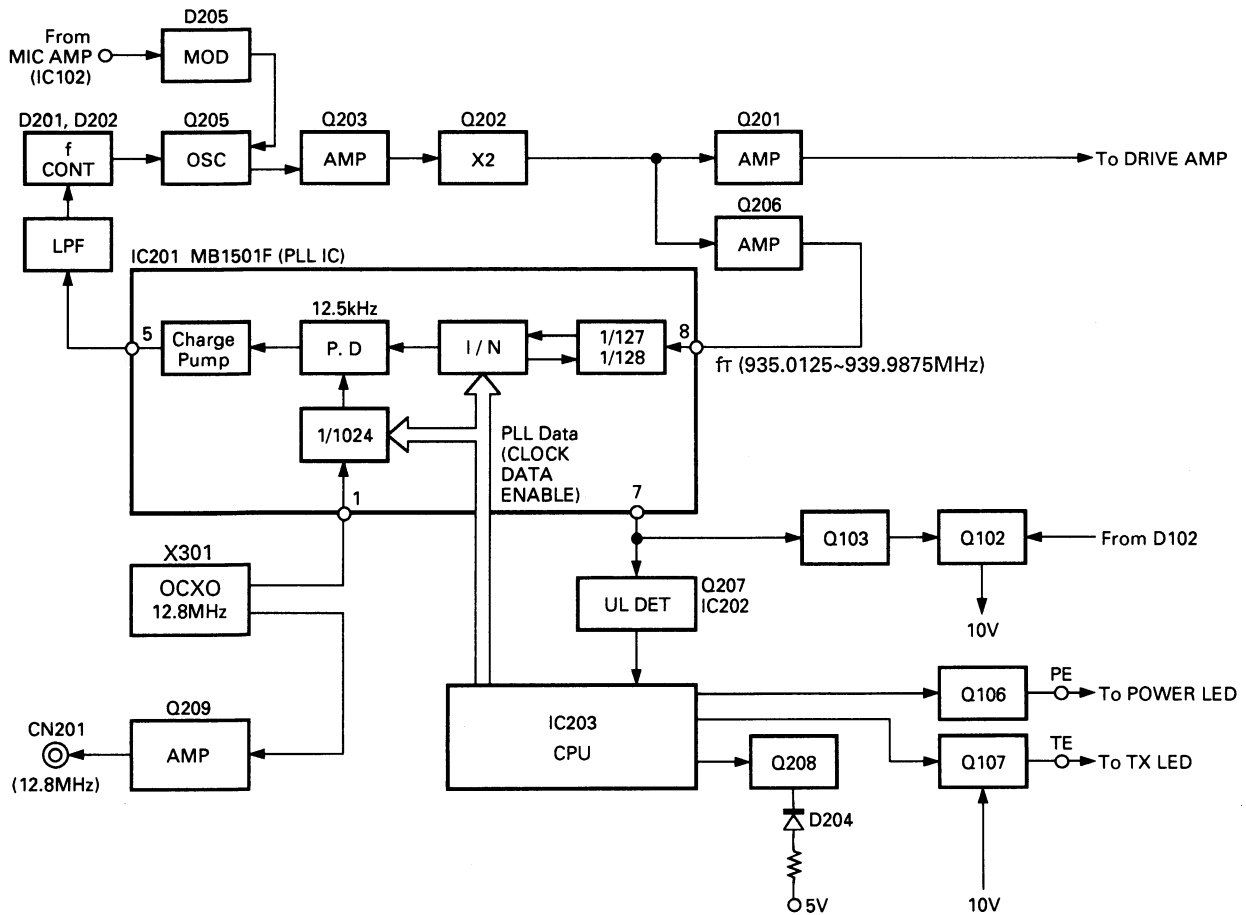 D205
From
MIC AMP
(IC102)
MOD
D201, D202
Q205
Q203
Q202
Q201
f
CONT
OSC
AMP
X2
AMP
To DRIVE AMP
Q206
LPF
AMP
IC201 MB1501F (PLL IC)
12.5kHz
5
Charge
Pump
P. D
I / N
1/127
1/128
8
fT (935.0125~939.9875MHz)
1/1024
PLL Data
(CLOCK
DATA
ENABLE)
1
7
X301
OCXO
12.8MHz
Q103
Q102
From D102
UL DET
Q207
IC202
10V
Q209
CN201
AMP
(12.8MHz)
IC203
CPU
Q106
PE
To POWER LED
Q208
Q107
TE
To TX LED
D204
5V
10V